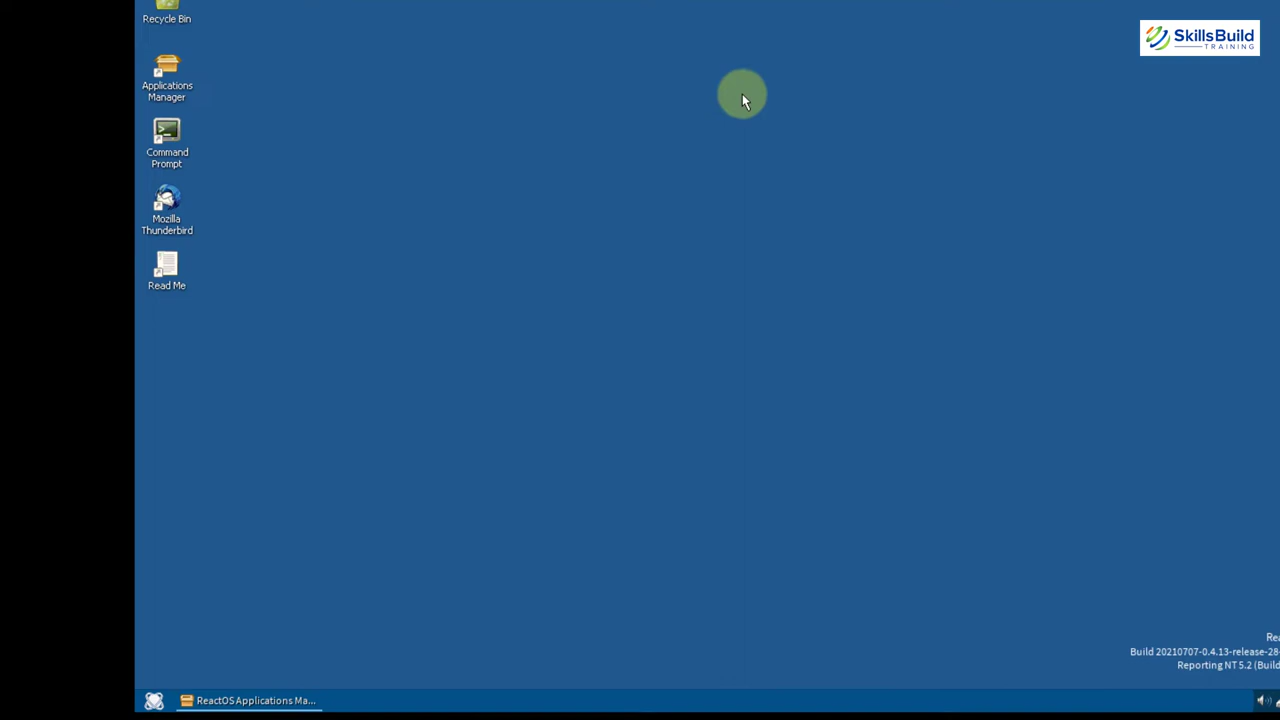 Recycle Bin
SkillsBuild
TRAINING
Applications
Manager
Command
Prompt
Mozilla
Thunderbird
Read Me
Rea
Build 20210707-0.4.13-release-28-
Reporting NT 5.2 (Build
ReactOS Applications Ma...